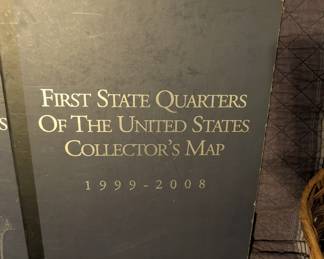 First State Quarters
Of The United States
Collector's Map
1999-2008